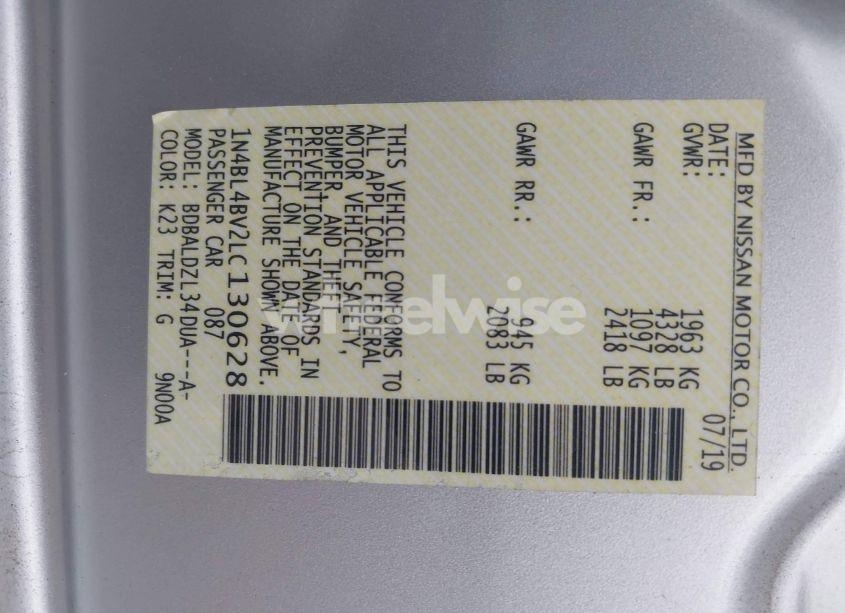 MFD BY NISSAN MOTOR CO., LTD.
DATE: 07/19
GVWR: 1963 KG
4328 LB
GAWR FR.: 1097 KG
2418 LB
GAWR RR.: 945 KG
2083 LB
THIS VEHICLE CONFORMS TO
ALL APPLICABLE FEDERAL
MOTOR VEHICLE SAFETY,
BUMPER, AND THEFT
PREVENTION STANDARDS IN
EFFECT ON THE DATE OF
MANUFACTURE SHOWN ABOVE.
1N4BL4BV2LC130628
PASSENGER CAR 087
MODEL: BDBALDZL34DUA---A-
COLOR: K23 TRIM: G 9N00A
wheelwise